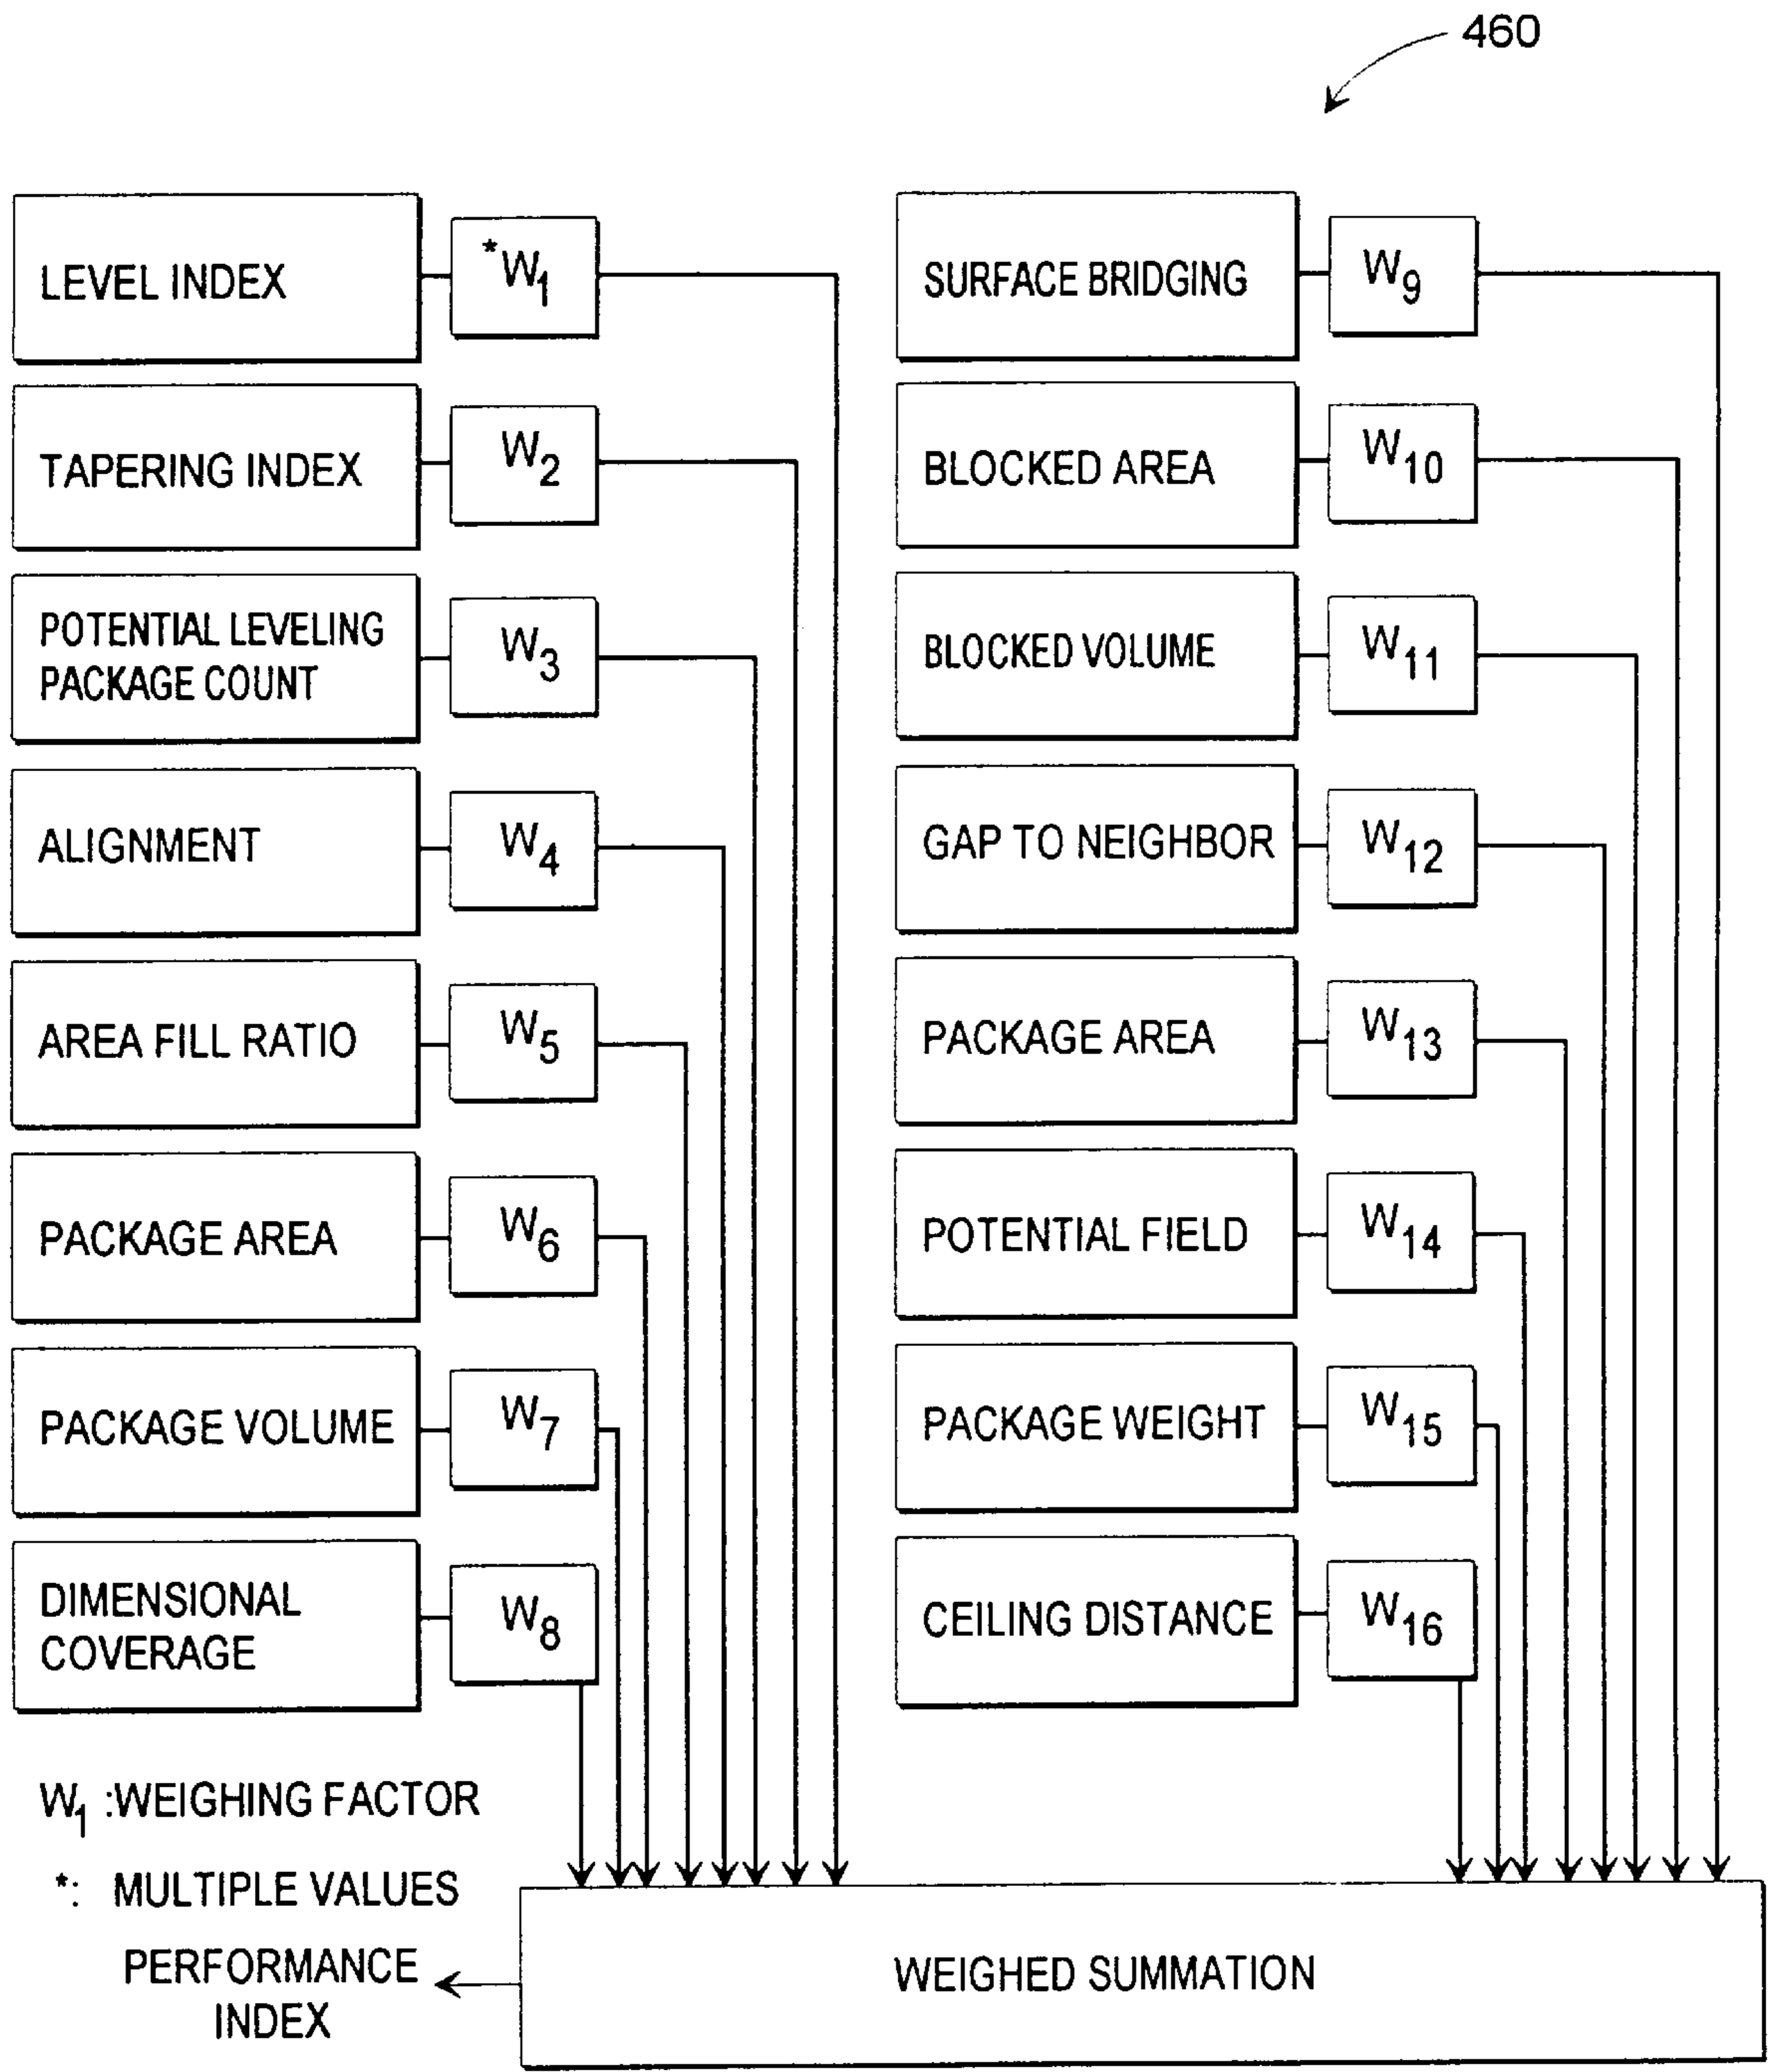 460
LEVEL INDEX
*W1
TAPERING INDEX
W2
POTENTIAL LEVELING
PACKAGE COUNT
W3
ALIGNMENT
W4
AREA FILL RATIO
W5
PACKAGE AREA
W6
PACKAGE VOLUME
W7
DIMENSIONAL
COVERAGE
W8
SURFACE BRIDGING
W9
BLOCKED AREA
W10
BLOCKED VOLUME
W11
GAP TO NEIGHBOR
W12
PACKAGE AREA
W13
POTENTIAL FIELD
W14
PACKAGE WEIGHT
W15
CEILING DISTANCE
W16
W1 :WEIGHING FACTOR
*: MULTIPLE VALUES
PERFORMANCE
INDEX
WEIGHED SUMMATION